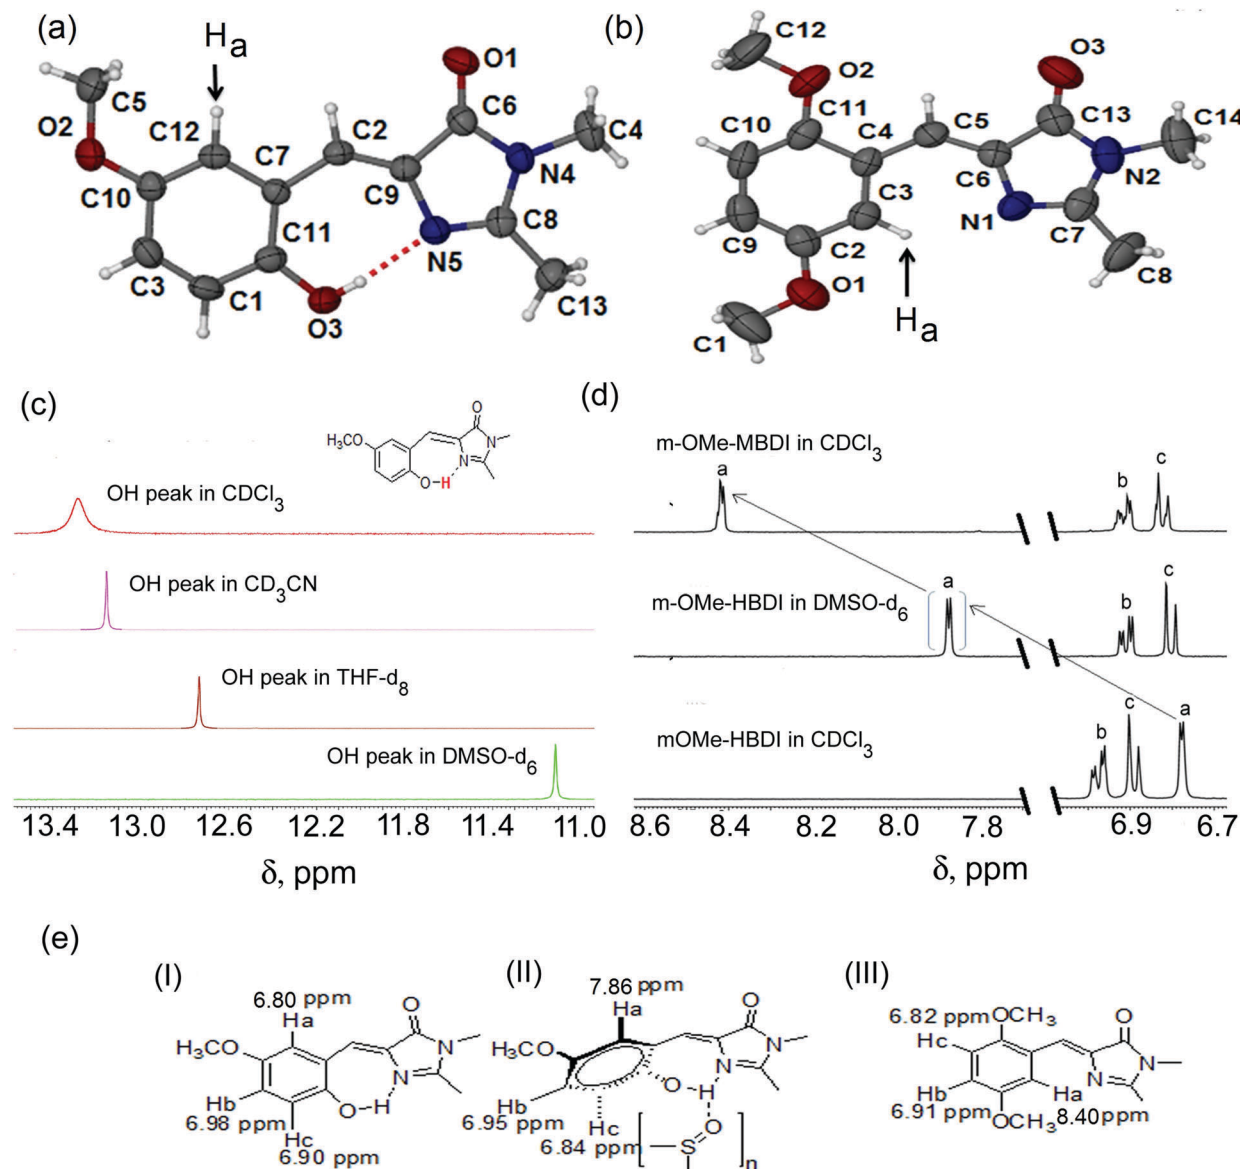 (a)
H
a
O1
C5
O2
C12
C2
C6
C4
C7
C10
C9
N4
C11
C8
N5
C3
C1
C13
O3
(b)
C12
O3
O2
C11
C5
C13
C14
C10
C4
C3
C6
N2
N1
C9
C2
C7
O1
C8
H
a
C1
(c)
O
H3CO
N
N
O-H
OH peak in CDCl3
OH peak in CD3CN
OH peak in THF-d8
OH peak in DMSO-d6
13.4 13.0 12.6 12.2 11.8 11.4 11.0
δ, ppm
(d)
m-OMe-MBDI in CDCl3
a
b
c
m-OMe-HBDI in DMSO-d6
a
b
c
mOMe-HBDI in CDCl3
b
c
a
8.6 8.4 8.2 8.0 7.8 6.9 6.7
δ, ppm
(e)
(I)
6.80 ppm
Ha
O
H3CO
N
N
Hb
O-H
6.98 ppm
Hc
6.90 ppm
(II)
7.86 ppm
Ha
O
H3CO
N
N
O-H
Hb
6.95 ppm
Hc
6.84 ppm
S
O
n
(III)
6.82 ppm
OCH3
O
Hc
N
N
Hb
Ha
6.91 ppm
OCH3
8.40ppm